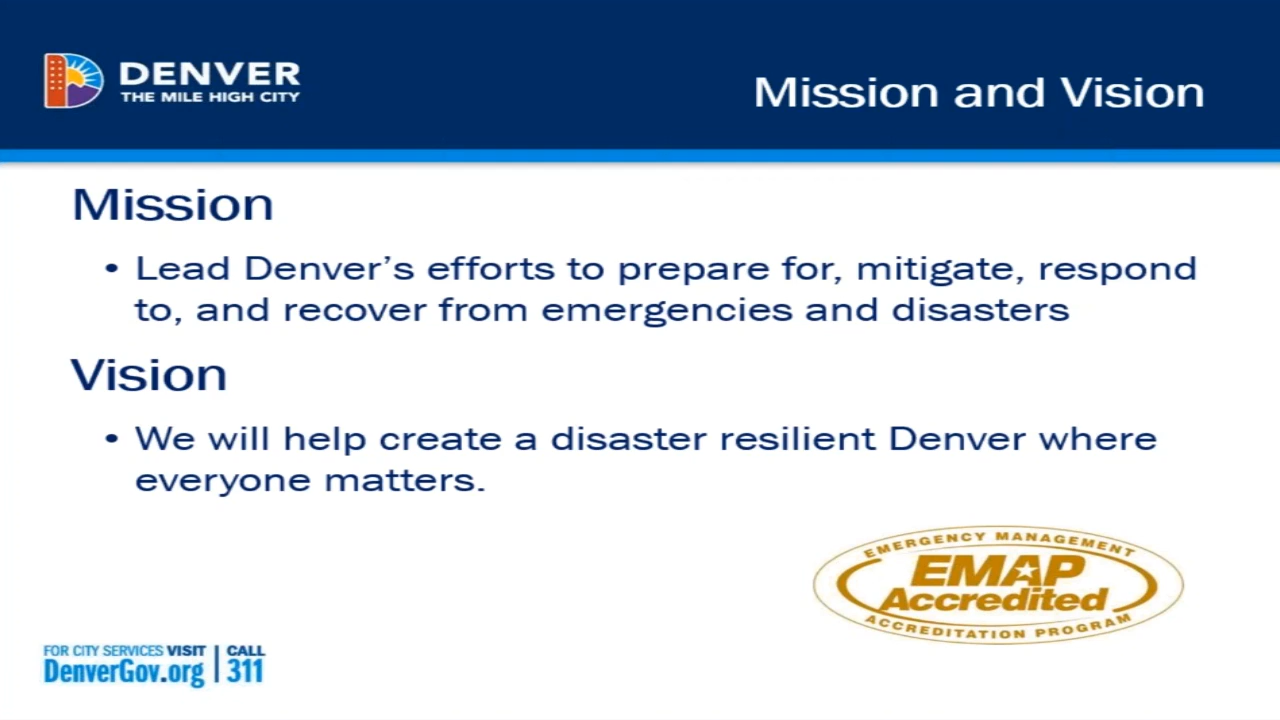 DENVER
THE MILE HIGH CITY
Mission and Vision
Mission
• Lead Denver’s efforts to prepare for, mitigate, respond
to, and recover from emergencies and disasters
Vision
• We will help create a disaster resilient Denver where
everyone matters.
EMERGENCY MANAGEMENT
EMAP
Accredited
ACCREDITATION PROGRAM
FOR CITY SERVICES VISIT | CALL
DenverGov.org | 311